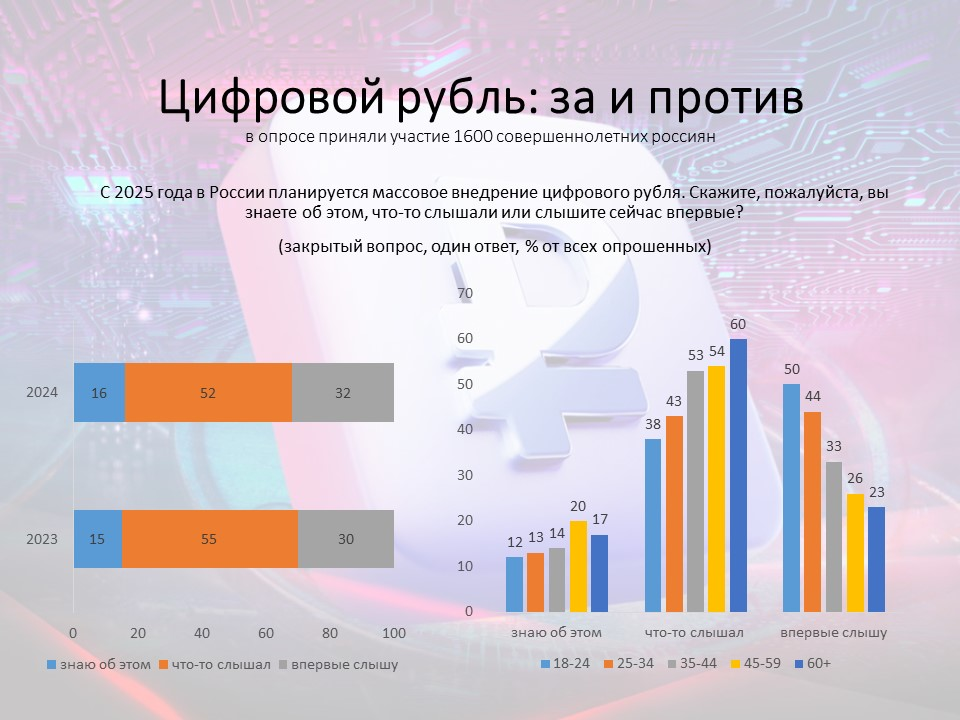 Цифровой рубль: за и против
в опросе приняли участие 1600 совершеннолетних россиян
С 2025 года в России планируется массовое внедрение цифрового рубля. Скажите, пожалуйста, вы
знаете об этом, что-то слышали или слышите сейчас впервые?
(закрытый вопрос, один ответ, % от всех опрошенных)
2024
16 52 32
2023
15 55 30
0 20 40 60 80 100
знаю об этом что-то слышал впервые слышу
70
60
50
40
30
20
10
0
12 13 14 20 17
38 43 53 54 60
50 44 33 26 23
знаю об этом что-то слышал впервые слышу
18-24 25-34 35-44 45-59 60+